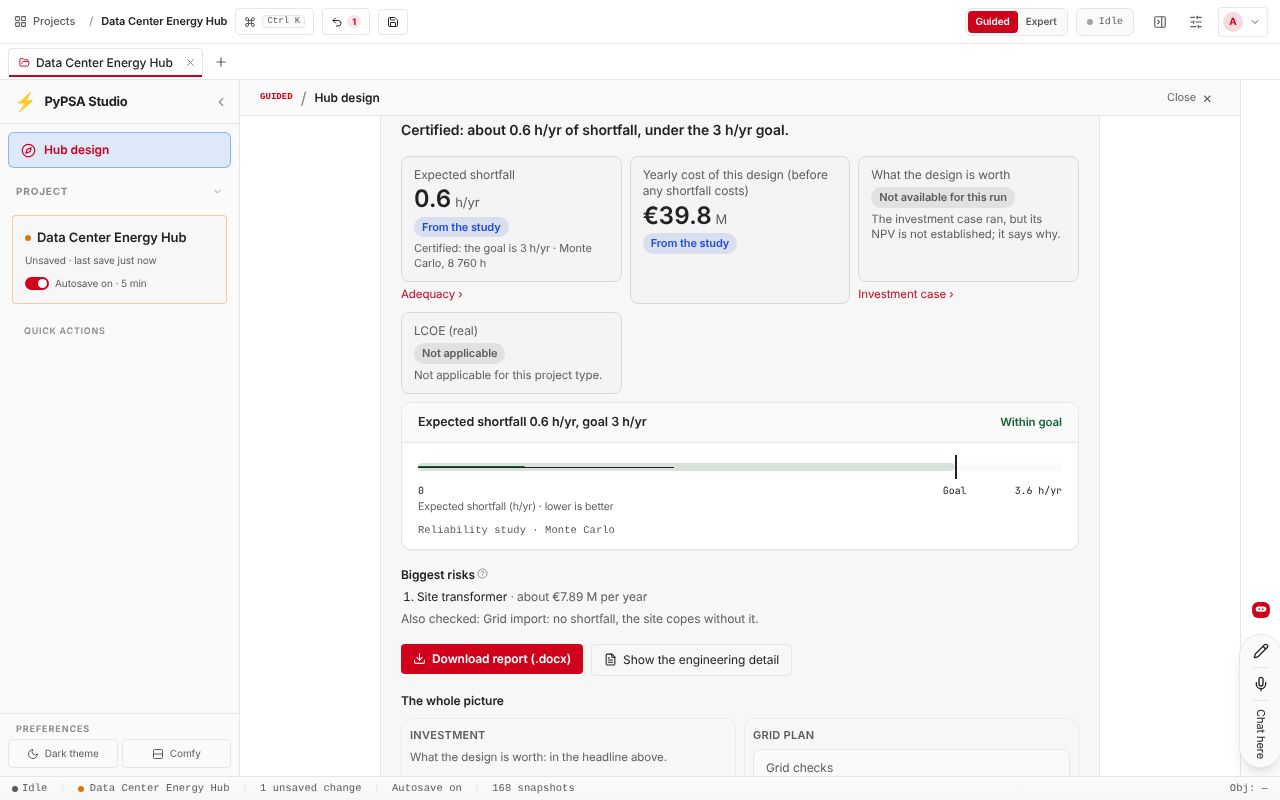 Projects / Data Center Energy Hub ⌘ Ctrl K 1 Guided Expert Idle A
Data Center Energy Hub × +
PyPSA Studio
GUIDED / Hub design Close ×
Hub design
PROJECT
Data Center Energy Hub
Unsaved · last save just now
Autosave on · 5 min
QUICK ACTIONS
PREFERENCES
Dark theme Comfy
Certified: about 0.6 h/yr of shortfall, under the 3 h/yr goal.
Expected shortfall
0.6 h/yr
From the study
Certified: the goal is 3 h/yr · Monte
Carlo, 8 760 h
Adequacy ›
Yearly cost of this design (before
any shortfall costs)
€39.8 M
From the study
What the design is worth
Not available for this run
The investment case ran, but its
NPV is not established; it says why.
Investment case ›
LCOE (real)
Not applicable
Not applicable for this project type.
Expected shortfall 0.6 h/yr, goal 3 h/yr Within goal
0 Goal 3.6 h/yr
Expected shortfall (h/yr) · lower is better
Reliability study · Monte Carlo
Biggest risks ?
1. Site transformer · about €7.89 M per year
Also checked: Grid import: no shortfall, the site copes without it.
Download report (.docx) Show the engineering detail
The whole picture
INVESTMENT
What the design is worth: in the headline above.
GRID PLAN
Grid checks
Chat here
Idle Data Center Energy Hub 1 unsaved change Autosave on 168 snapshots Obj: —